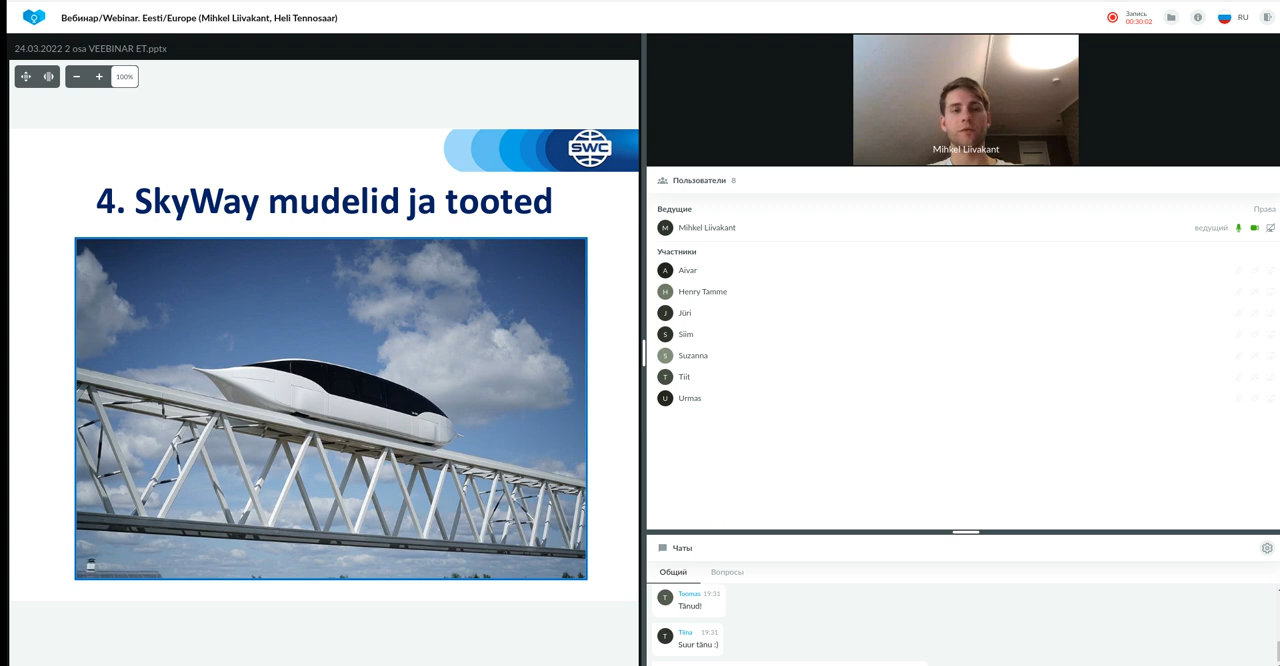 Вебинар/Webinar. Eesti/Europe (Mihkel Liivakant, Heli Tennosaar)
Запись
00:30:02
RU
24.03.2022 2 osa VEEBINAR ET.pptx
100%
SWC
4. SkyWay mudelid ja tooted
Mihkel Liivakant
Пользователи 8
Ведущие
Права
M Mihkel Liivakant
ведущий
Участники
A Aivar
H Henry Tamme
J Jüri
S Siim
S Suzanna
T Tiit
U Urmas
Чаты
Общий
Вопросы
T Toomas 19:31
Tänud!
T Tiina 19:31
Suur tänu :)